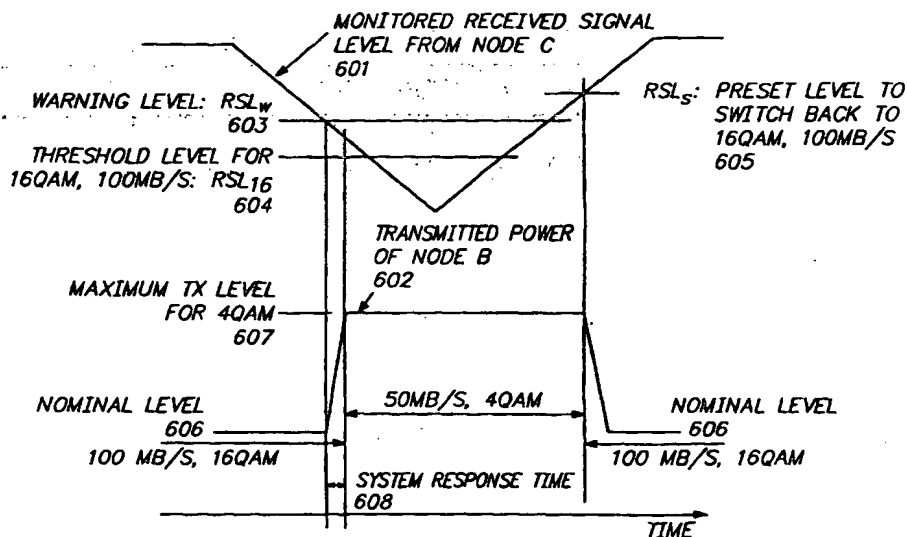 MONITORED RECEIVED SIGNAL
LEVEL FROM NODE C
601
WARNING LEVEL: RSLw
603
RSLs: PRESET LEVEL TO
SWITCH BACK TO
16QAM, 100MB/S
605
THRESHOLD LEVEL FOR
16QAM, 100MB/S: RSL16
604
TRANSMITTED POWER
OF NODE B
602
MAXIMUM TX LEVEL
FOR 4QAM
607
50MB/S, 4QAM
NOMINAL LEVEL
606
100 MB/S, 16QAM
NOMINAL LEVEL
606
100 MB/S, 16QAM
SYSTEM RESPONSE TIME
608
TIME